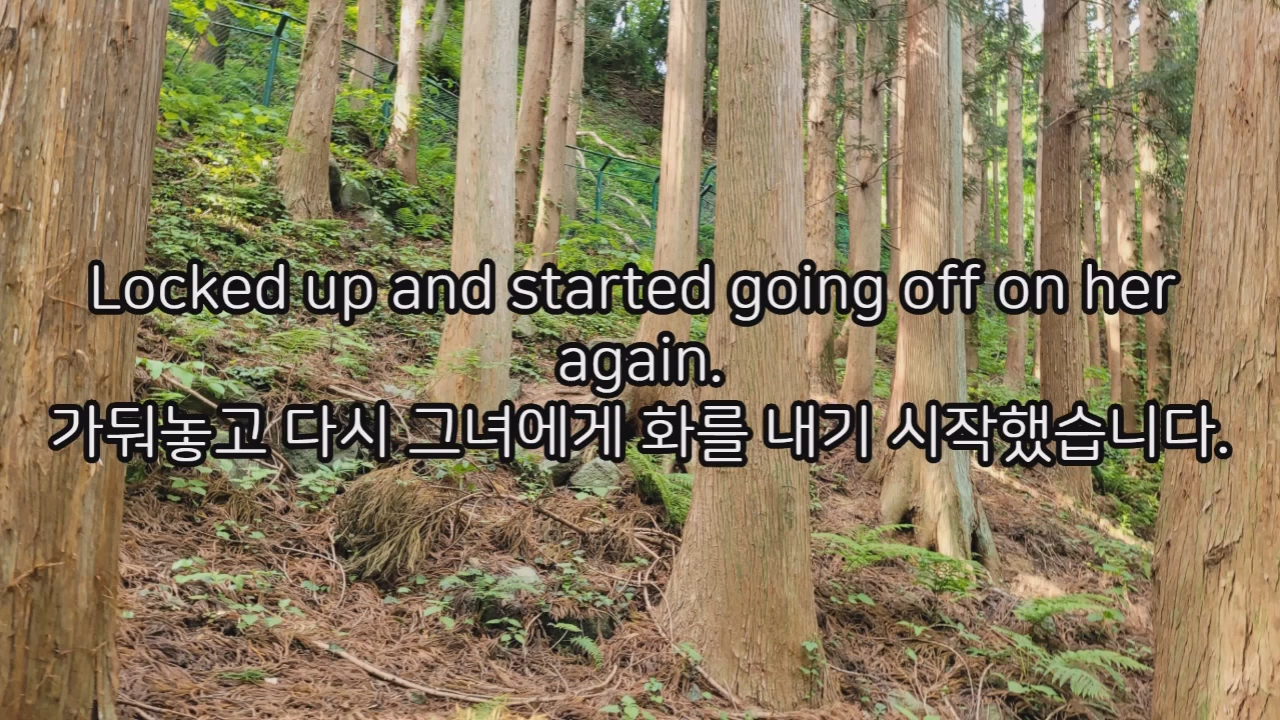 Locked up and started going off on her
again.
가둬놓고 다시 그녀에게 화를 내기 시작했습니다.